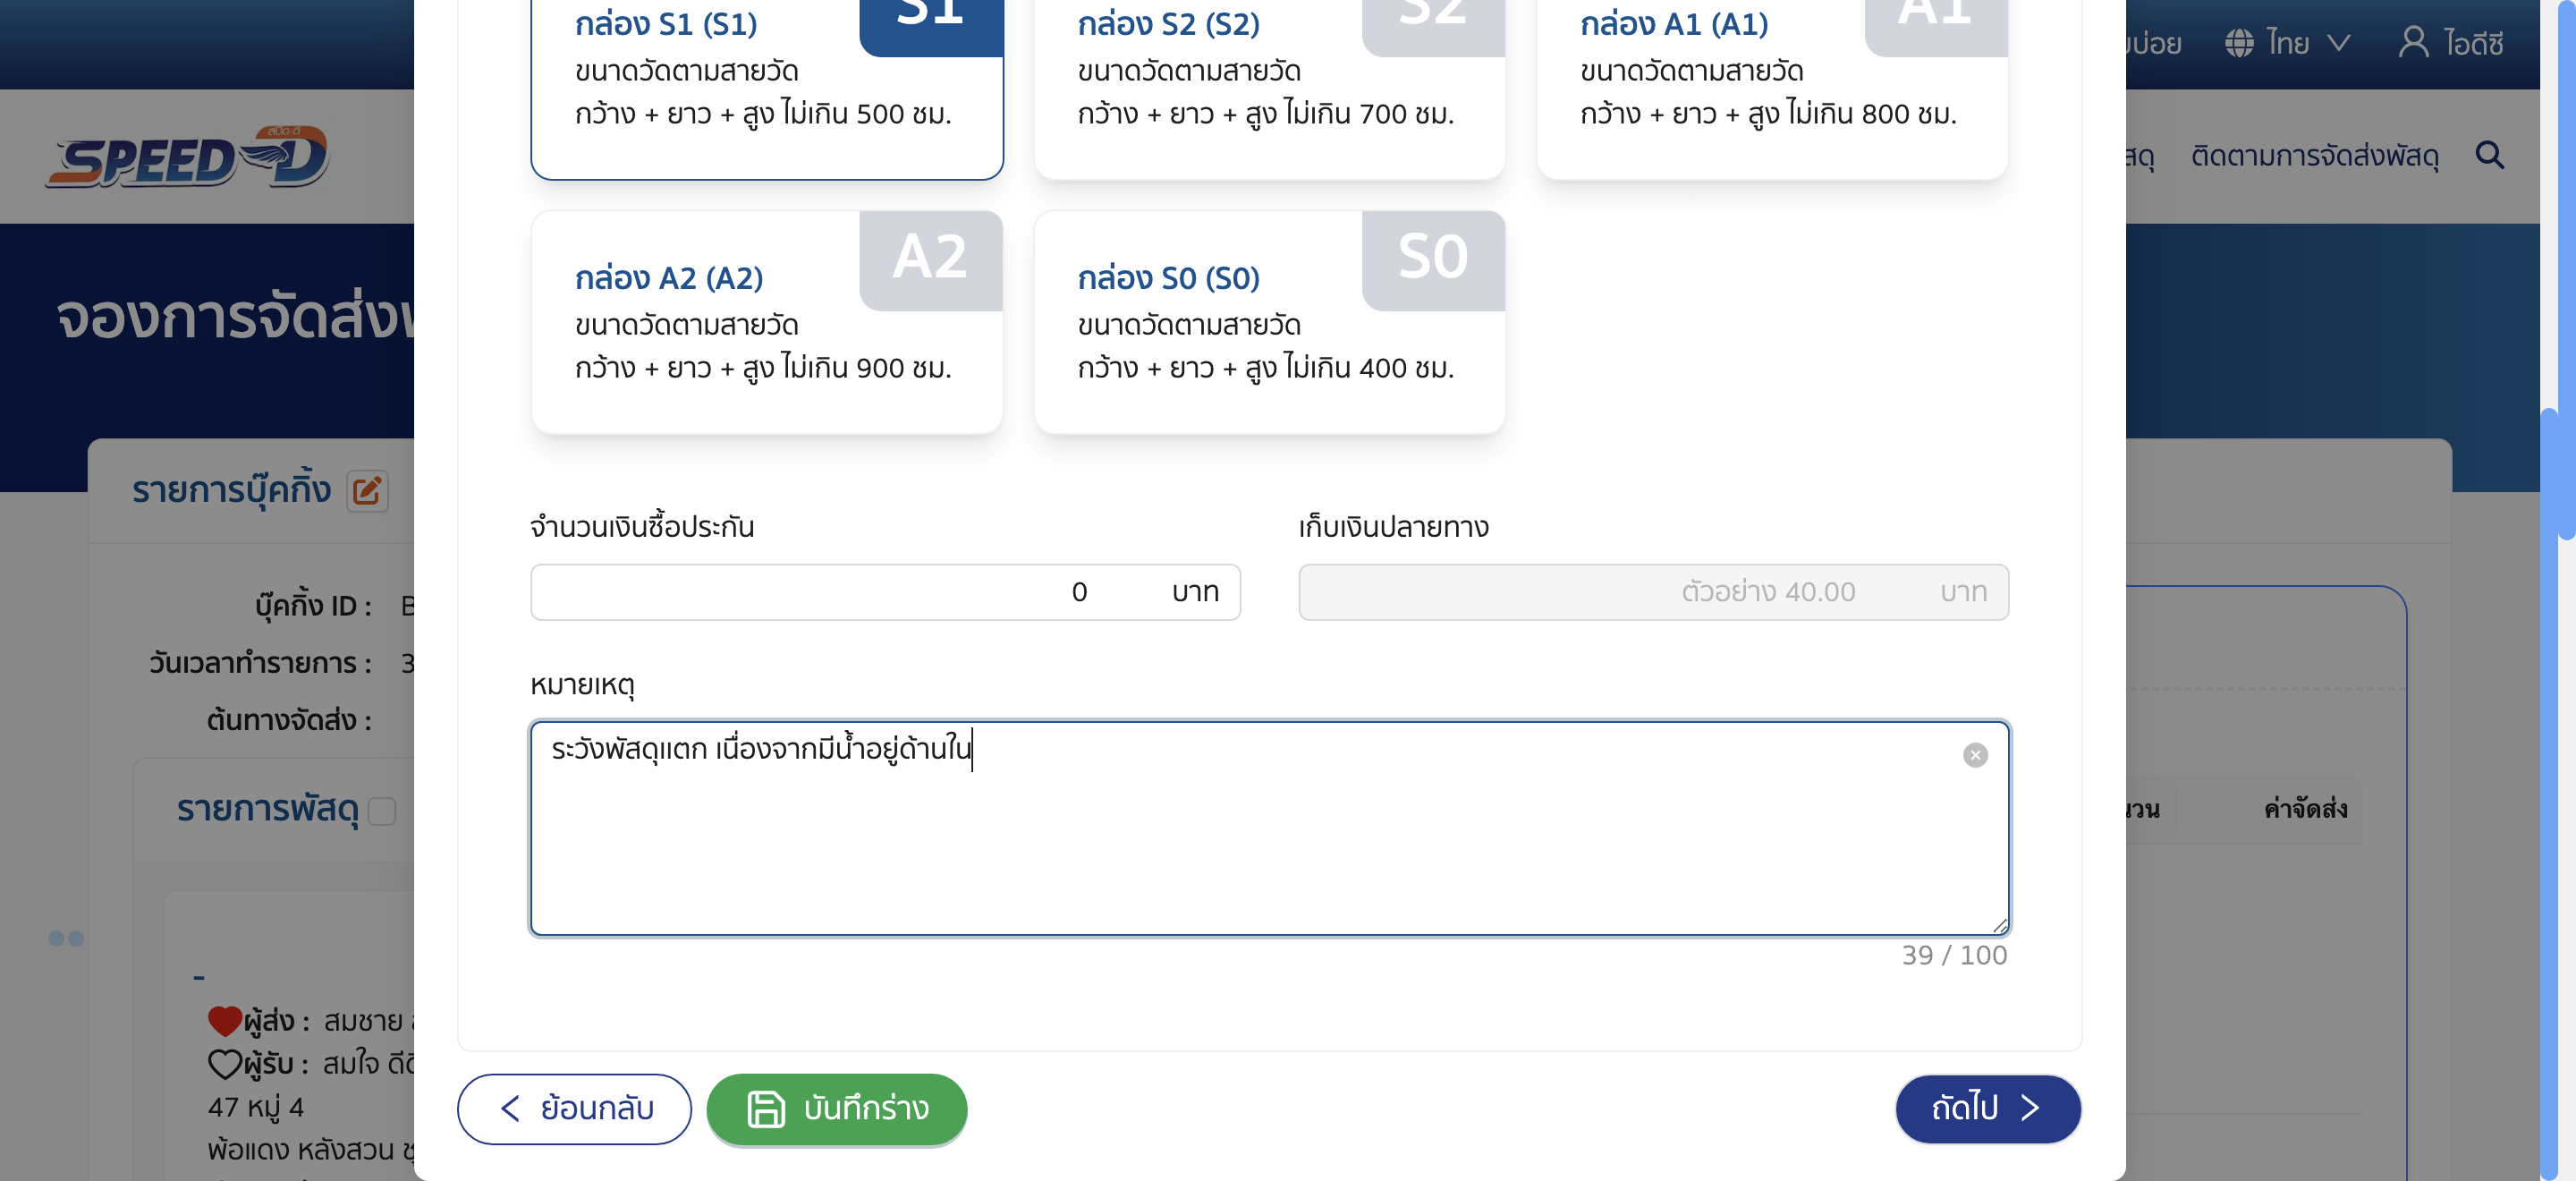 ไทย
ไอดีซี
สปีด-ดี
SPEED-D
ติดตามการจัดส่งพัสดุ
จองการจัดส่ง
รายการบุ๊คกิ้ง
บุ๊คกิ้ง ID :
วันเวลาทำรายการ :
ต้นทางจัดส่ง :
รายการพัสดุ
ค่าจัดส่ง
-
ผู้ส่ง : สมชาย
ผู้รับ : สมใจ
47 หมู่ 4
พ้อแดง หลังสวน
S1
กล่อง S1 (S1)
ขนาดวัดตามสายวัด
กว้าง + ยาว + สูง ไม่เกิน 500 ซม.
S2
กล่อง S2 (S2)
ขนาดวัดตามสายวัด
กว้าง + ยาว + สูง ไม่เกิน 700 ซม.
A1
กล่อง A1 (A1)
ขนาดวัดตามสายวัด
กว้าง + ยาว + สูง ไม่เกิน 800 ซม.
A2
กล่อง A2 (A2)
ขนาดวัดตามสายวัด
กว้าง + ยาว + สูง ไม่เกิน 900 ซม.
S0
กล่อง S0 (S0)
ขนาดวัดตามสายวัด
กว้าง + ยาว + สูง ไม่เกิน 400 ซม.
จำนวนเงินซื้อประกัน
0 บาท
เก็บเงินปลายทาง
ตัวอย่าง 40.00 บาท
หมายเหตุ
ระวังพัสดุแตก เนื่องจากมีน้ำอยู่ด้านใน
39 / 100
ย้อนกลับ
บันทึกร่าง
ถัดไป